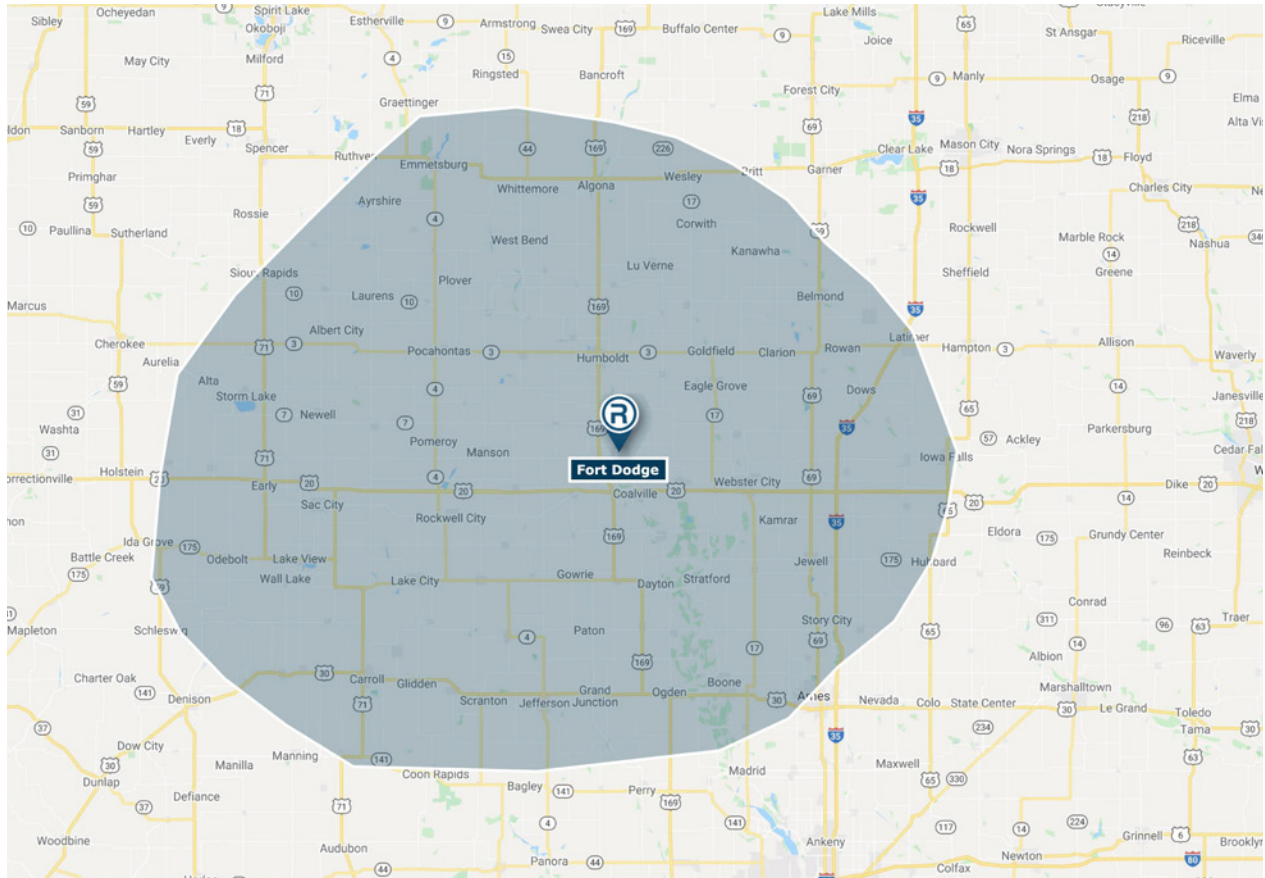 Ocheyedan
Spirit Lake
Sibley
Okoboji
Estherville
Armstrong
Swea City
Buffalo Center
Lake Mills
Joice
St Ansgar
Riceville
May City
Milford
Ringsted
Bancroft
Forest City
Manly
Osage
Graettinger
Elma
Sanborn
Hartley
Everly
Spencer
Ruthven
Emmetsburg
Whittemore
Algona
Wesley
Britt
Garner
Clear Lake
Mason City
Nora Springs
Floyd
Primghar
Charles City
Rossie
Ayrshire
Corwith
Paullina
Sutherland
West Bend
Kanawha
Rockwell
Marble Rock
Nashua
Sioux Rapids
Plover
Lu Verne
Sheffield
Greene
Marcus
Laurens
Belmond
Albert City
Latimer
Cherokee
Aurelia
Pocahontas
Humboldt
Goldfield
Clarion
Rowan
Hampton
Allison
Waverly
Alta
Storm Lake
Newell
Eagle Grove
Dows
Janesville
Washta
R
Pomeroy
Manson
Ackley
Parkersburg
Iowa Falls
Cedar Fal
Holstein
Fort Dodge
orrectionville
Early
Sac City
Rockwell City
Coalville
Webster City
Dike
Kamrar
Eldora
Grundy Center
Ida Grove
Battle Creek
Odebolt
Lake View
Wall Lake
Lake City
Gowrie
Dayton
Stratford
Jewell
Hubbard
Reinbeck
Mapleton
Schleswig
Paton
Story City
Conrad
Traer
Charter Oak
Denison
Carroll
Glidden
Scranton
Jefferson
Grand
Junction
Ogden
Boone
Ames
Nevada
Colo
State Center
Albion
Marshalltown
Le Grand
Toledo
Tama
Dow City
Manning
Manilla
Dunlap
Defiance
Coon Rapids
Bagley
Perry
Madrid
Maxwell
Woodbine
Audubon
Panora
Ankeny
Colfax
Newton
Grinnell
Brooklyn